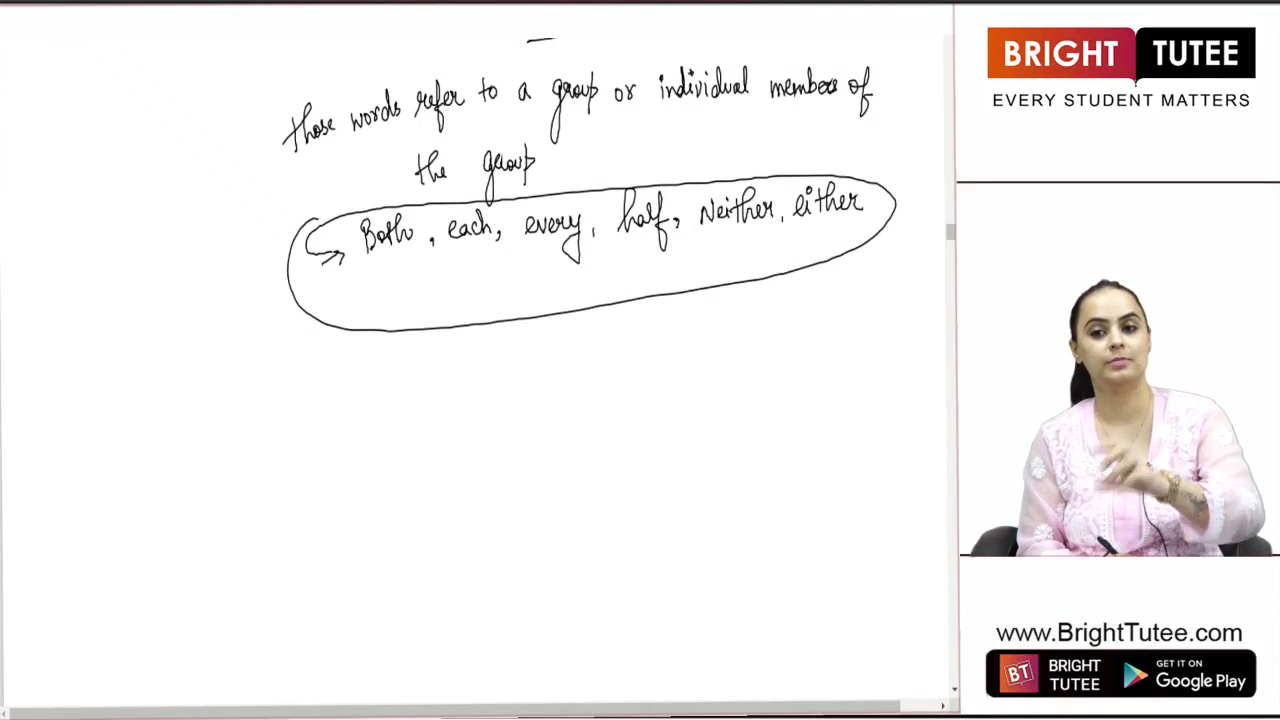 those words refer to a group or individual members of
the group
Both, each, every, half, Neither, either
BRIGHT TUTEE
EVERY STUDENT MATTERS
www.BrightTutee.com
BT
BRIGHT
TUTEE
GET IT ON
Google Play